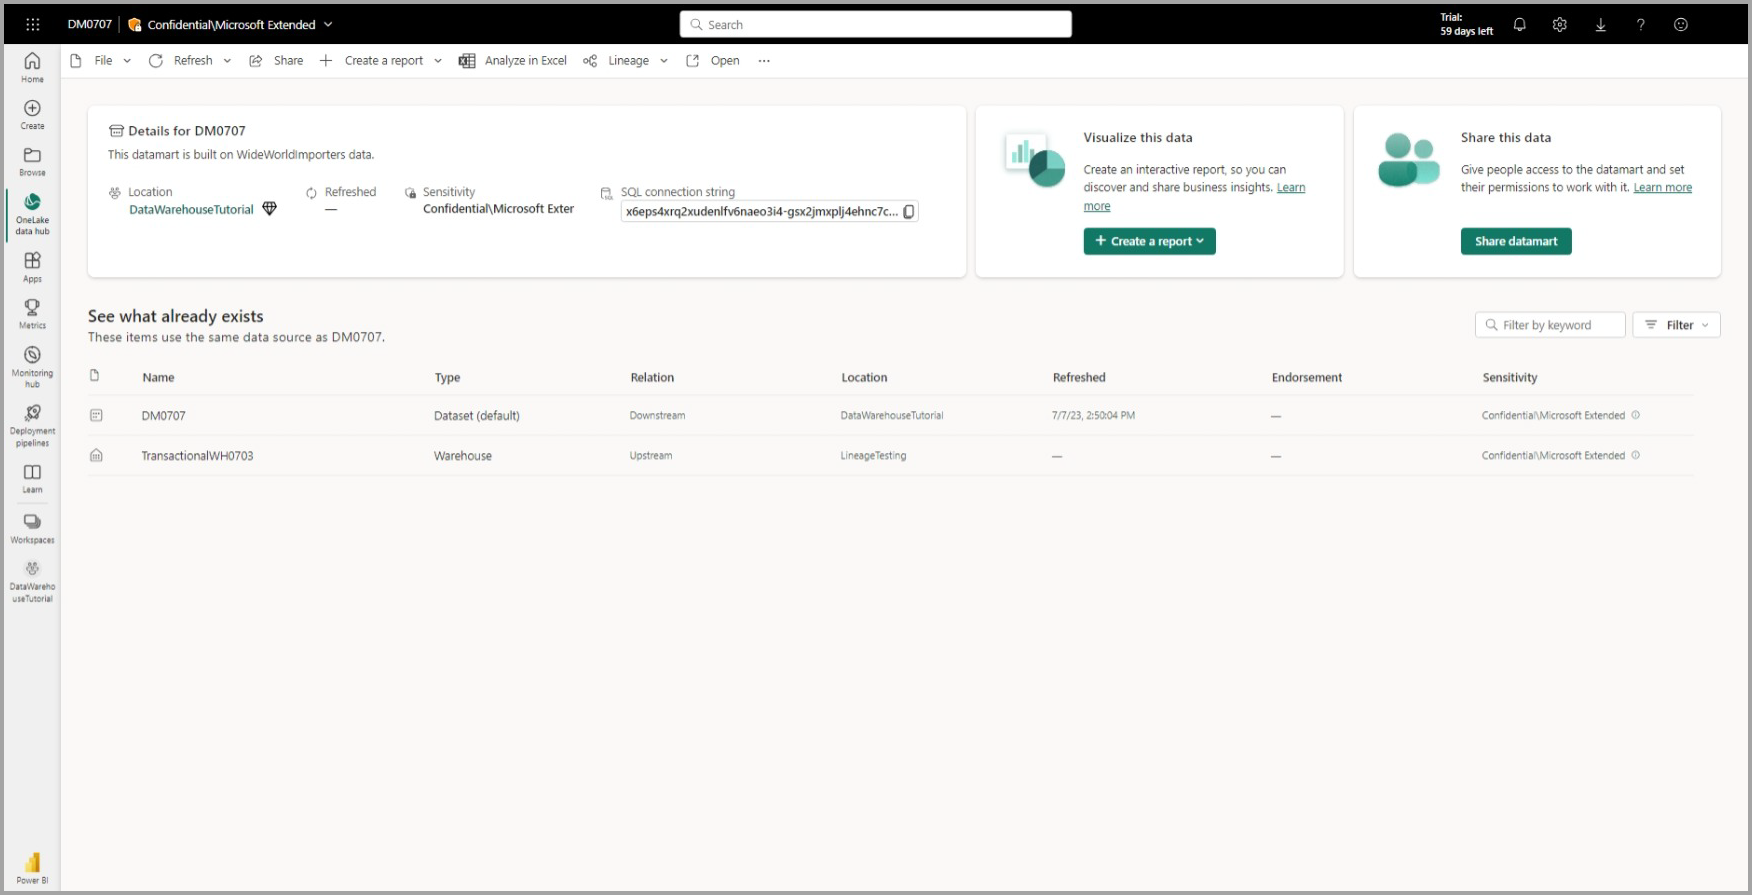 DM0707 | Confidential\Microsoft Extended
Search
Trial:
59 days left
?
Home
Create
Browse
OneLake
data hub
Apps
Metrics
Monitoring
hub
Deployment
pipelines
Learn
Workspaces
DataWareho
useTutorial
Power BI
File Refresh Share Create a report Analyze in Excel Lineage Open ...
Details for DM0707
This datamart is built on WideWorldImporters data.
Location Refreshed Sensitivity SQL connection string
DataWarehouseTutorial — Confidential\Microsoft Exter x6eps4xrq2xudenlfv6naeo3i4-gsx2jmxplj4ehnc7c...
Visualize this data
Create an interactive report, so you can
discover and share business insights. Learn
more
+ Create a report
Share this data
Give people access to the datamart and set
their permissions to work with it. Learn more
Share datamart
See what already exists
These items use the same data source as DM0707.
Filter by keyword Filter
Name Type Relation Location Refreshed Endorsement Sensitivity
DM0707 Dataset (default) Downstream DataWarehouseTutorial 7/7/23, 2:50:04 PM — Confidential\Microsoft Extended
TransactionalWH0703 Warehouse Upstream LineageTesting — — Confidential\Microsoft Extended